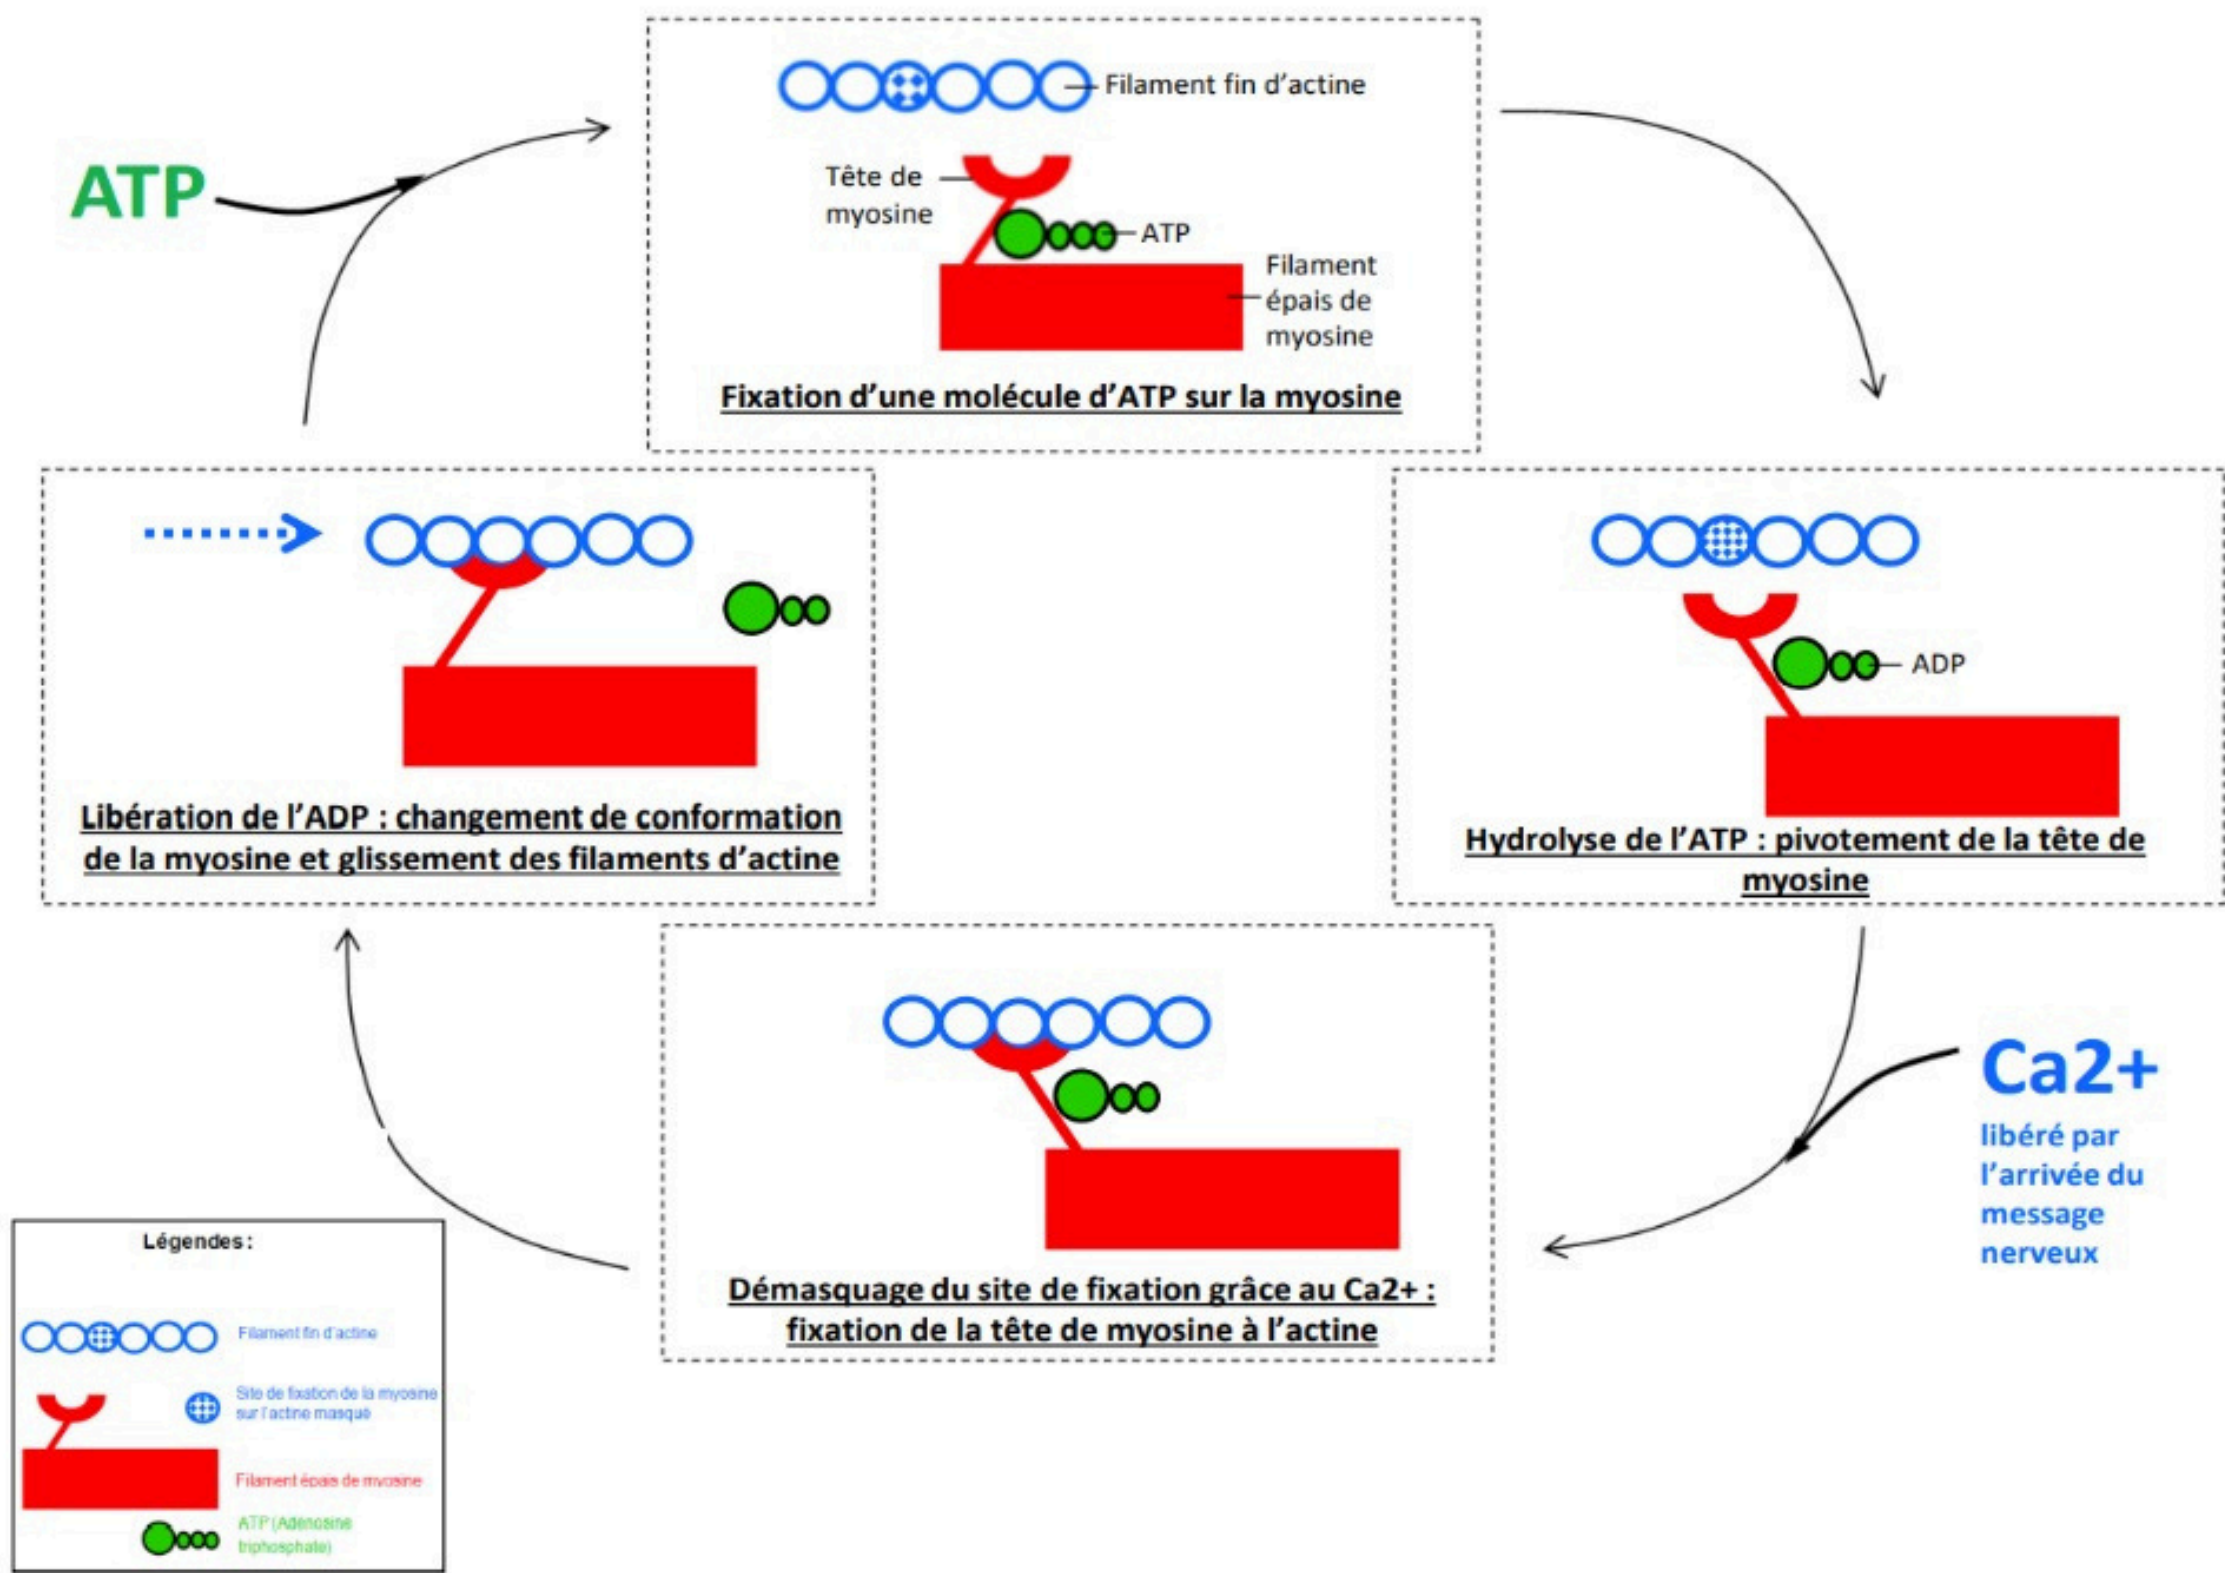 Filament fin d'actine
ATP
Tête de
myosine
ATP
Filament
épais de
myosine
Fixation d'une molécule d'ATP sur la myosine
Libération de l'ADP : changement de conformation
de la myosine et glissement des filaments d'actine
ADP
Hydrolyse de l'ATP : pivotement de la tête de
myosine
Ca2+
libéré par
l'arrivée du
message
nerveux
Démasquage du site de fixation grâce au Ca2+ :
fixation de la tête de myosine à l'actine
Légendes :
Filament fin d'actine
Site de fixation de la myosine
sur l'actine masqué
Filament épais de myosine
ATP (Adénosine
triphosphate)